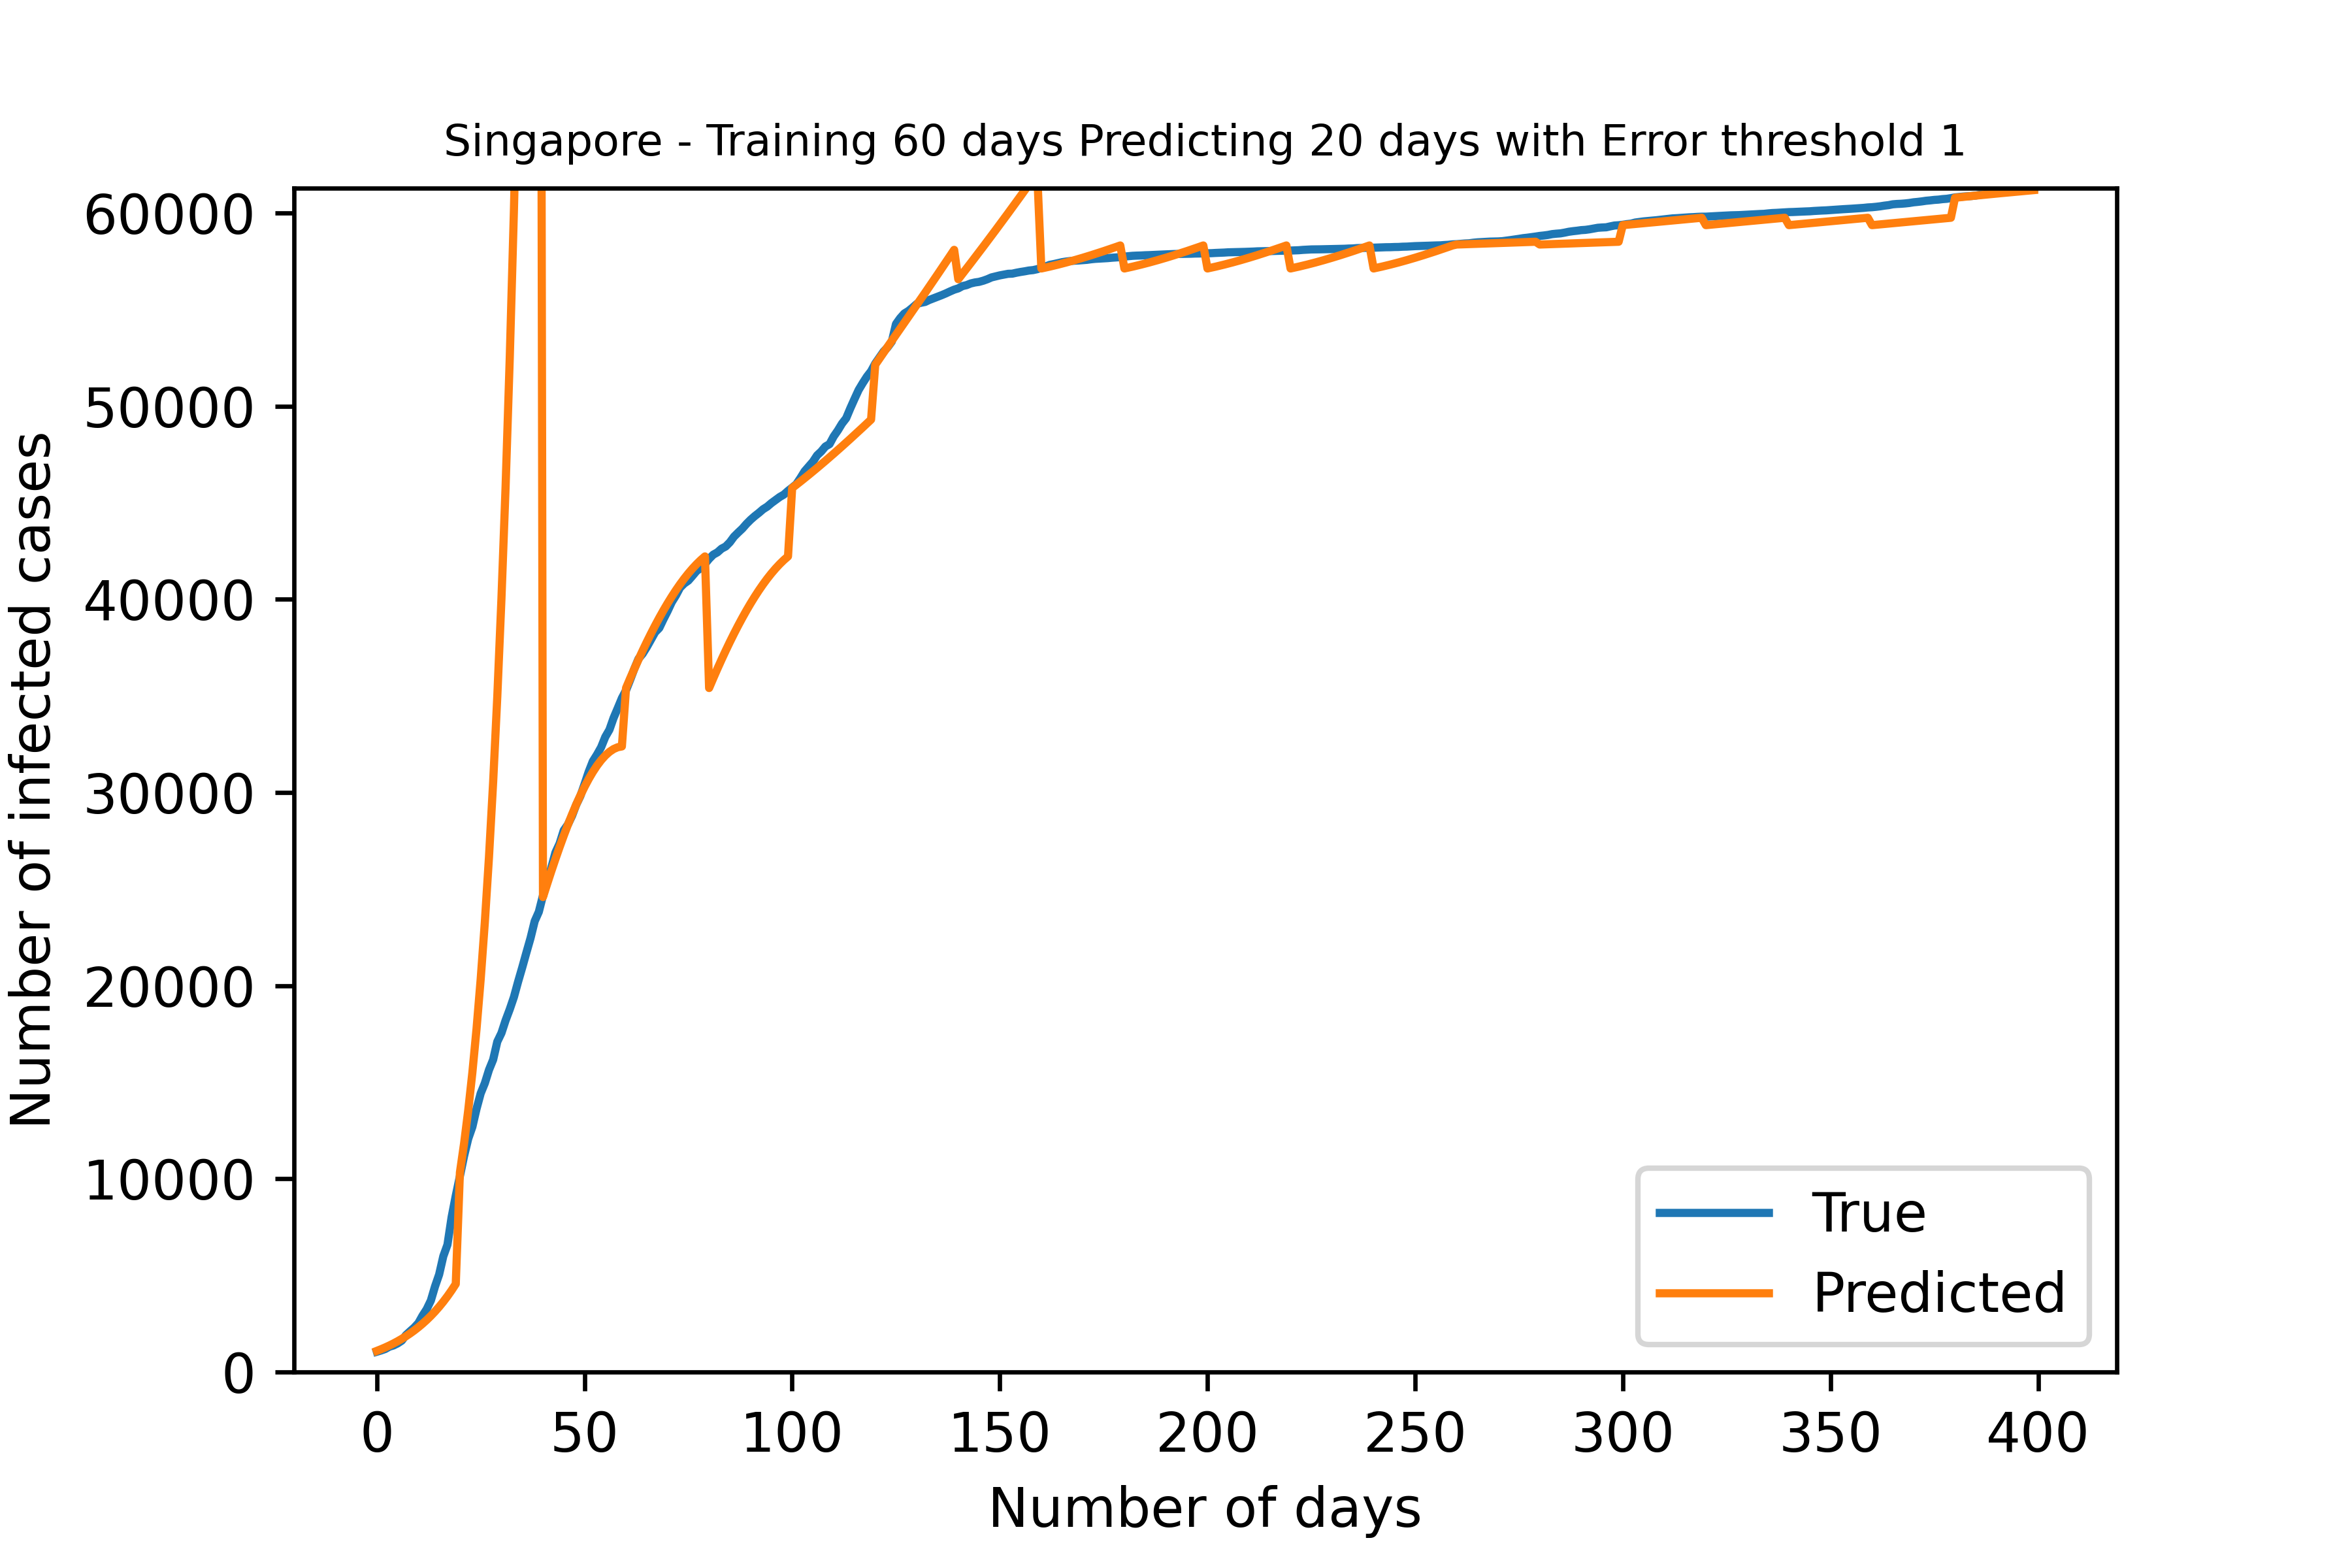 Singapore - Training 60 days Predicting 20 days with Error threshold 1
60000
50000
40000
30000
20000
10000
0
Number of infected cases
0 50 100 150 200 250 300 350 400
Number of days
True
Predicted